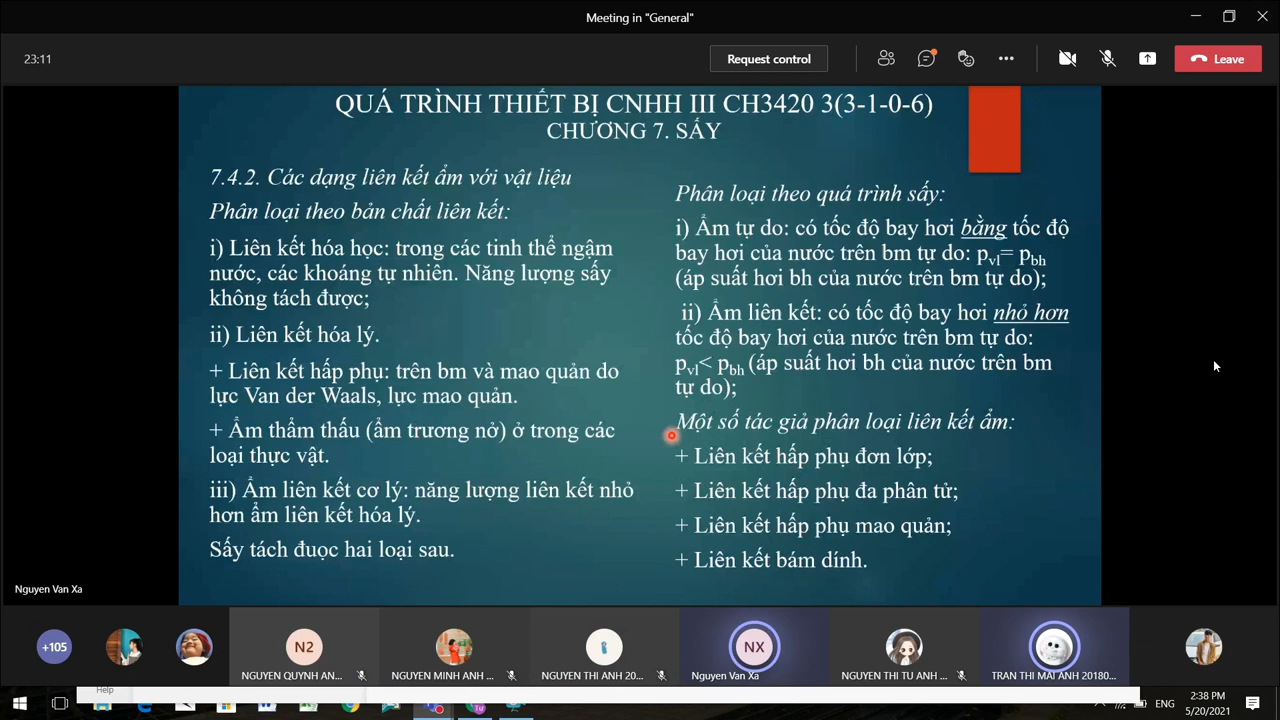 Meeting in "General"
23:11
Request control
Leave
QUÁ TRÌNH THIẾT BỊ CNHH III CH3420 3(3-1-0-6)
CHƯƠNG 7. SẤY
7.4.2. Các dạng liên kết ẩm với vật liệu
Phân loại theo bản chất liên kết:
i) Liên kết hóa học: trong các tinh thể ngậm
nước, các khoáng tự nhiên. Năng lượng sấy
không tách được;
ii) Liên kết hóa lý.
+ Liên kết hấp phụ: trên bm và mao quản do
lực Van der Waals, lực mao quản.
+ Ẩm thẩm thấu (ẩm trương nở) ở trong các
loại thực vật.
iii) Ẩm liên kết cơ lý: năng lượng liên kết nhỏ
hơn ẩm liên kết hóa lý.
Sấy tách đuọc hai loại sau.
Phân loại theo quá trình sấy:
i) Ẩm tự do: có tốc độ bay hơi bằng tốc độ
bay hơi của nước trên bm tự do: pvl= pbh
(áp suất hơi bh của nước trên bm tự do);
ii) Ẩm liên kết: có tốc độ bay hơi nhỏ hơn
tốc độ bay hơi của nước trên bm tự do:
pvl< pbh (áp suất hơi bh của nước trên bm
tự do);
Một số tác giả phân loại liên kết ẩm:
+ Liên kết hấp phụ đơn lớp;
+ Liên kết hấp phụ đa phân tử;
+ Liên kết hấp phụ mao quản;
+ Liên kết bám dính.
Nguyen Van Xa
+105
N2
NGUYEN QUYNH AN...
NGUYEN MINH ANH ...
NGUYEN THI ANH 20...
NX
Nguyen Van Xa
NGUYEN THI TU ANH ...
TRAN THI MAI ANH 20180...
Help
ENG
2:38 PM
5/20/2021